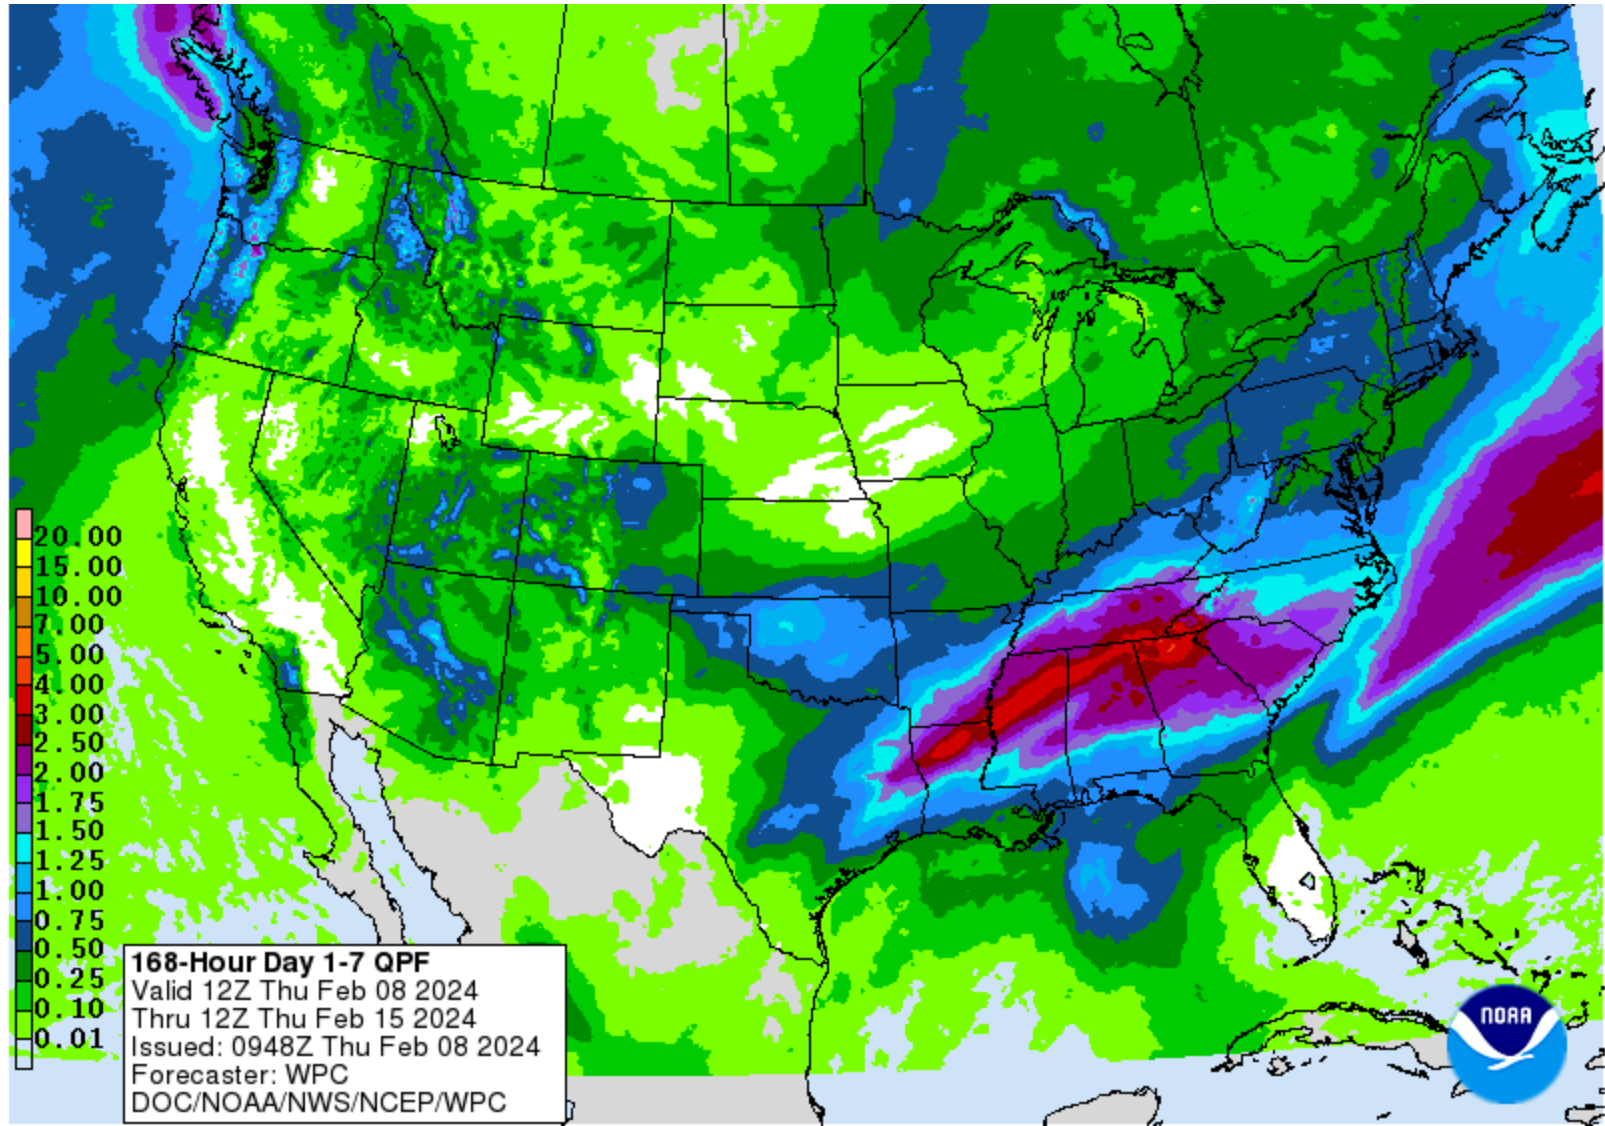 20.00
15.00
10.00
7.00
5.00
4.00
3.00
2.50
2.00
1.75
1.50
1.25
1.00
0.75
0.50
0.25
0.10
0.01
168-Hour Day 1-7 QPF
Valid 12Z Thu Feb 08 2024
Thru 12Z Thu Feb 15 2024
Issued: 0948Z Thu Feb 08 2024
Forecaster: WPC
DOC/NOAA/NWS/NCEP/WPC
NOAA